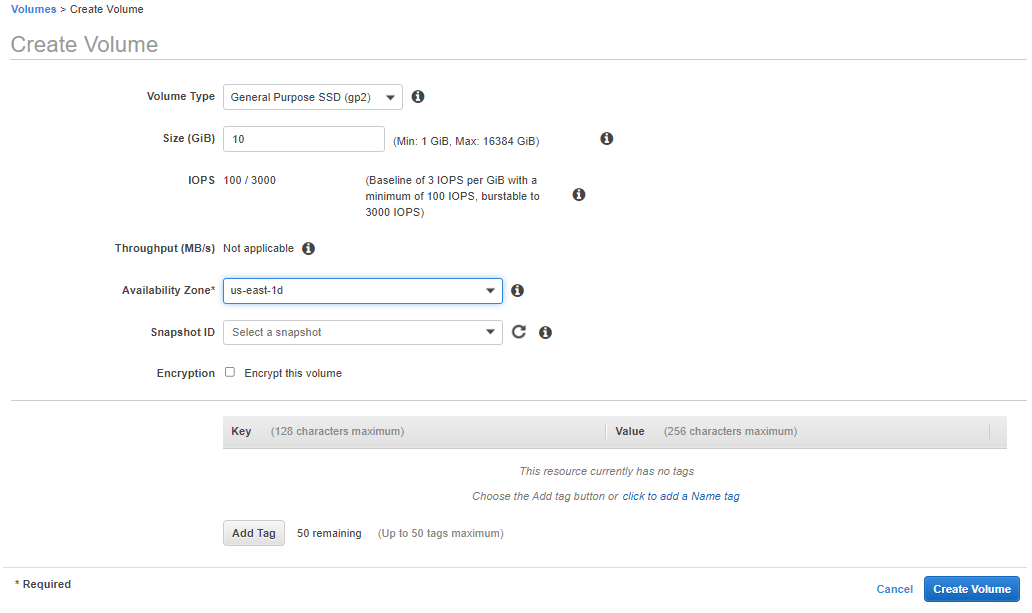 Volumes > Create Volume
Create Volume
Volume Type General Purpose SSD (gp2)
Size (GiB) 10 (Min: 1 GiB, Max: 16384 GiB)
IOPS 100 / 3000 (Baseline of 3 IOPS per GiB with a
minimum of 100 IOPS, burstable to
3000 IOPS)
Throughput (MB/s) Not applicable
Availability Zone* us-east-1d
Snapshot ID Select a snapshot
Encryption Encrypt this volume
Key (128 characters maximum) Value (256 characters maximum)
This resource currently has no tags
Choose the Add tag button or click to add a Name tag
Add Tag 50 remaining (Up to 50 tags maximum)
* Required Cancel Create Volume